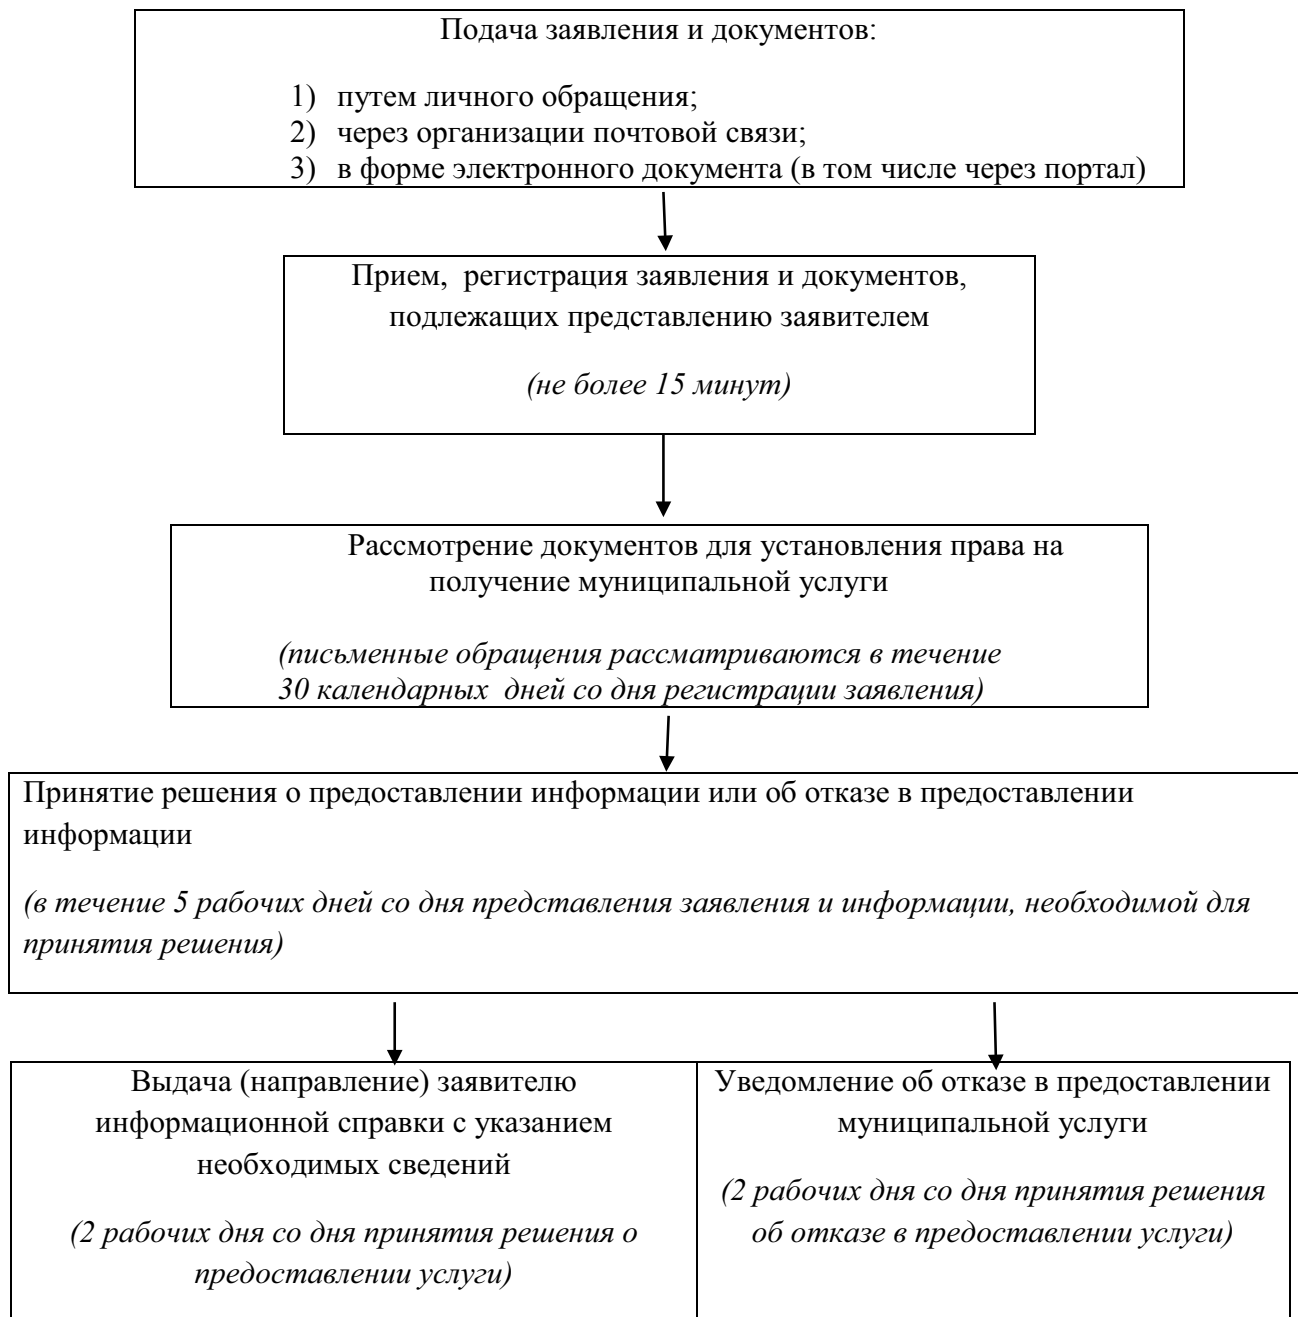 Подача заявления и документов:
1) путем личного обращения;
2) через организации почтовой связи;
3) в форме электронного документа (в том числе через портал)
Прием, регистрация заявления и документов,
подлежащих представлению заявителем
(не более 15 минут)
Рассмотрение документов для установления права на
получение муниципальной услуги
(письменные обращения рассматриваются в течение
30 календарных дней со дня регистрации заявления)
Принятие решения о предоставлении информации или об отказе в предоставлении
информации
(в течение 5 рабочих дней со дня представления заявления и информации, необходимой для
принятия решения)
Выдача (направление) заявителю
информационной справки с указанием
необходимых сведений
(2 рабочих дня со дня принятия решения о
предоставлении услуги)
Уведомление об отказе в предоставлении
муниципальной услуги
(2 рабочих дня со дня принятия решения
об отказе в предоставлении услуги)